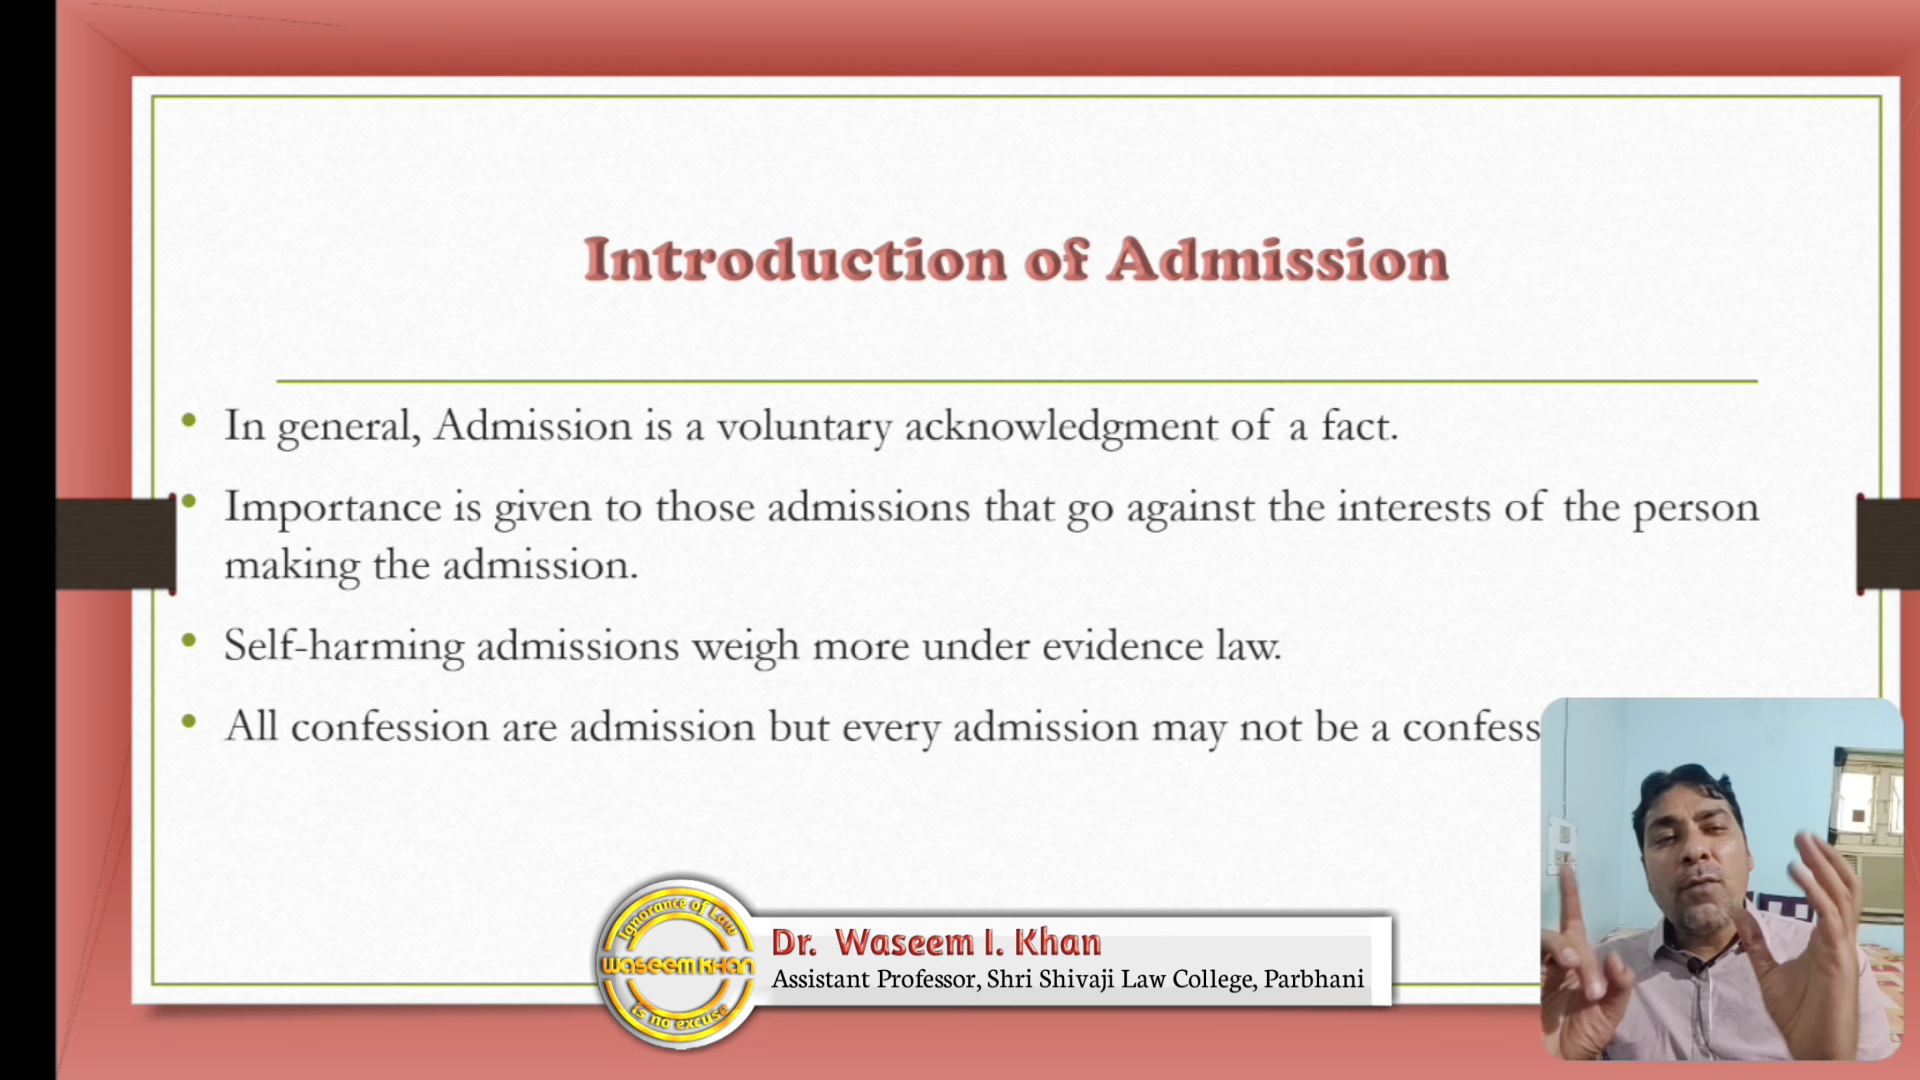 Introduction of Admission
In general, Admission is a voluntary acknowledgment of a fact.
Importance is given to those admissions that go against the interests of the person
making the admission.
Self-harming admissions weigh more under evidence law.
All confession are admission but every admission may not be a confess
Ignorance of Law
WASEEM KHAN
is no excuse
Dr. Waseem I. Khan
Assistant Professor, Shri Shivaji Law College, Parbhani